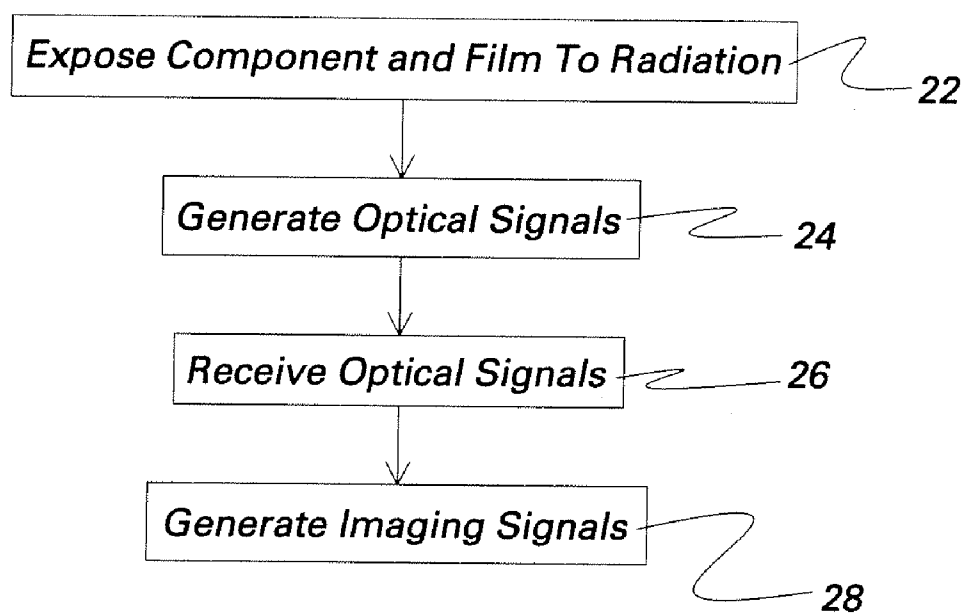 Expose Component and Film To Radiation
22
Generate Optical Signals
24
Receive Optical Signals
26
Generate Imaging Signals
28